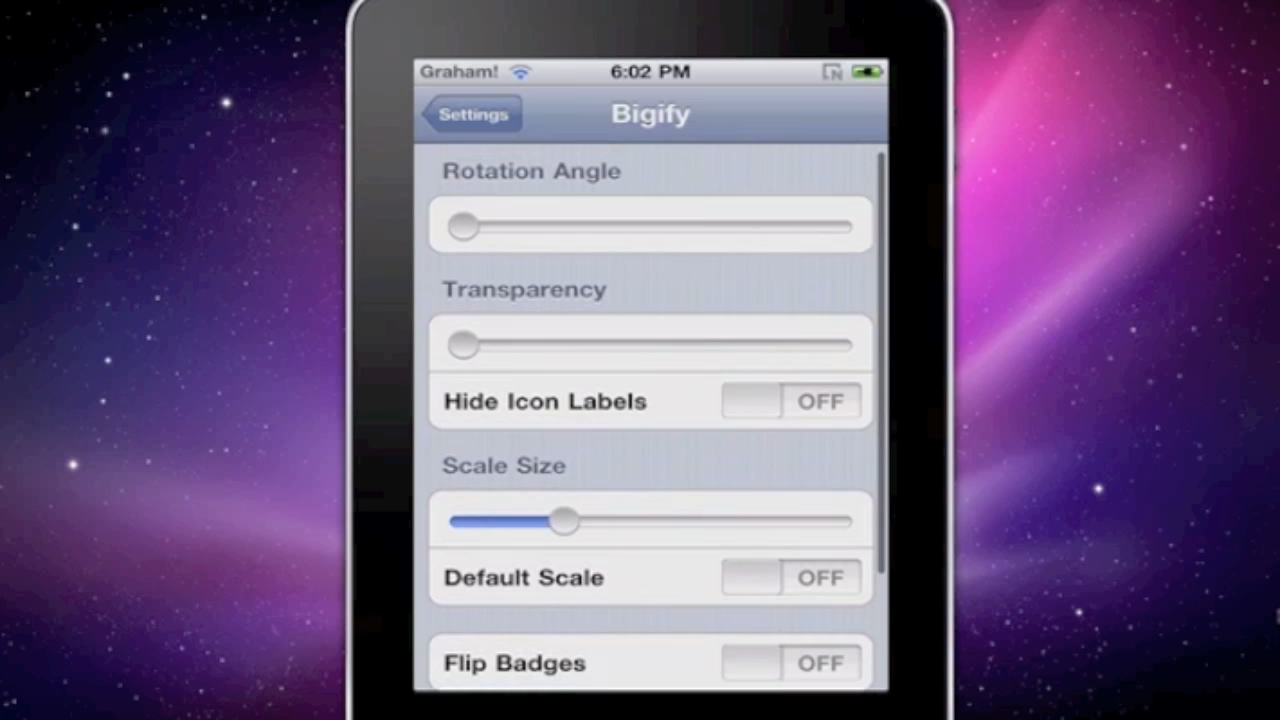 Graham! 6:02 PM
Settings Bigify
Rotation Angle
Transparency
Hide Icon Labels OFF
Scale Size
Default Scale OFF
Flip Badges OFF